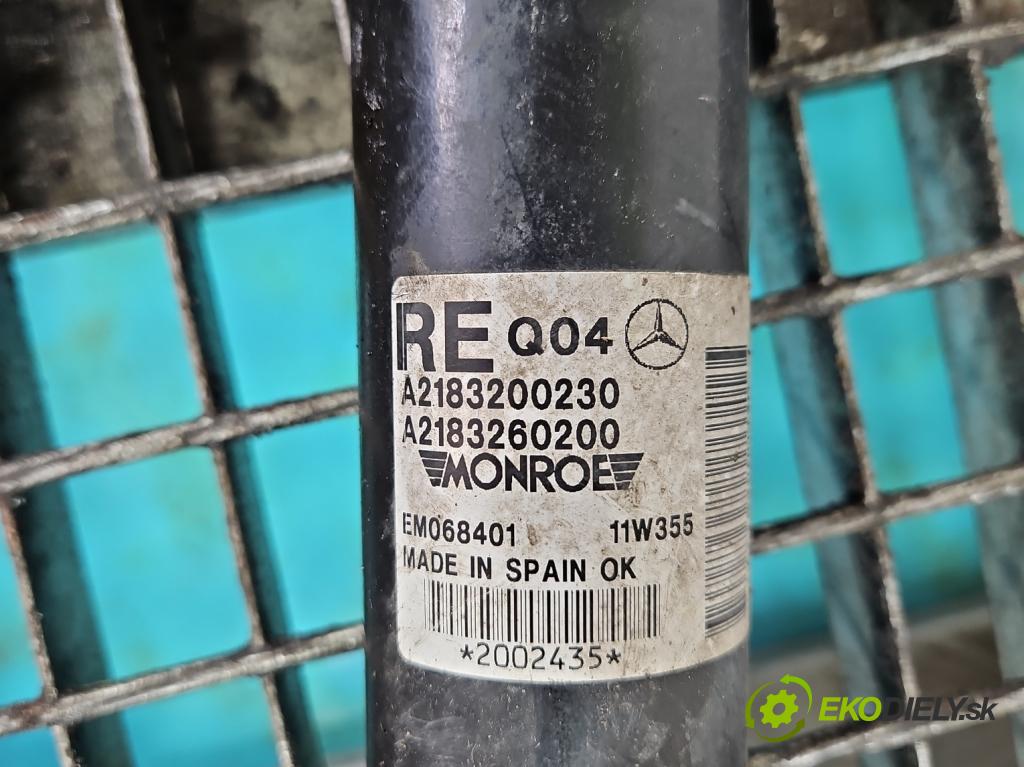 RE Q04
A2183200230
A2183260200
MONROE
EM068401 11W355
MADE IN SPAIN OK
*2002435*
EKODIELY.sk